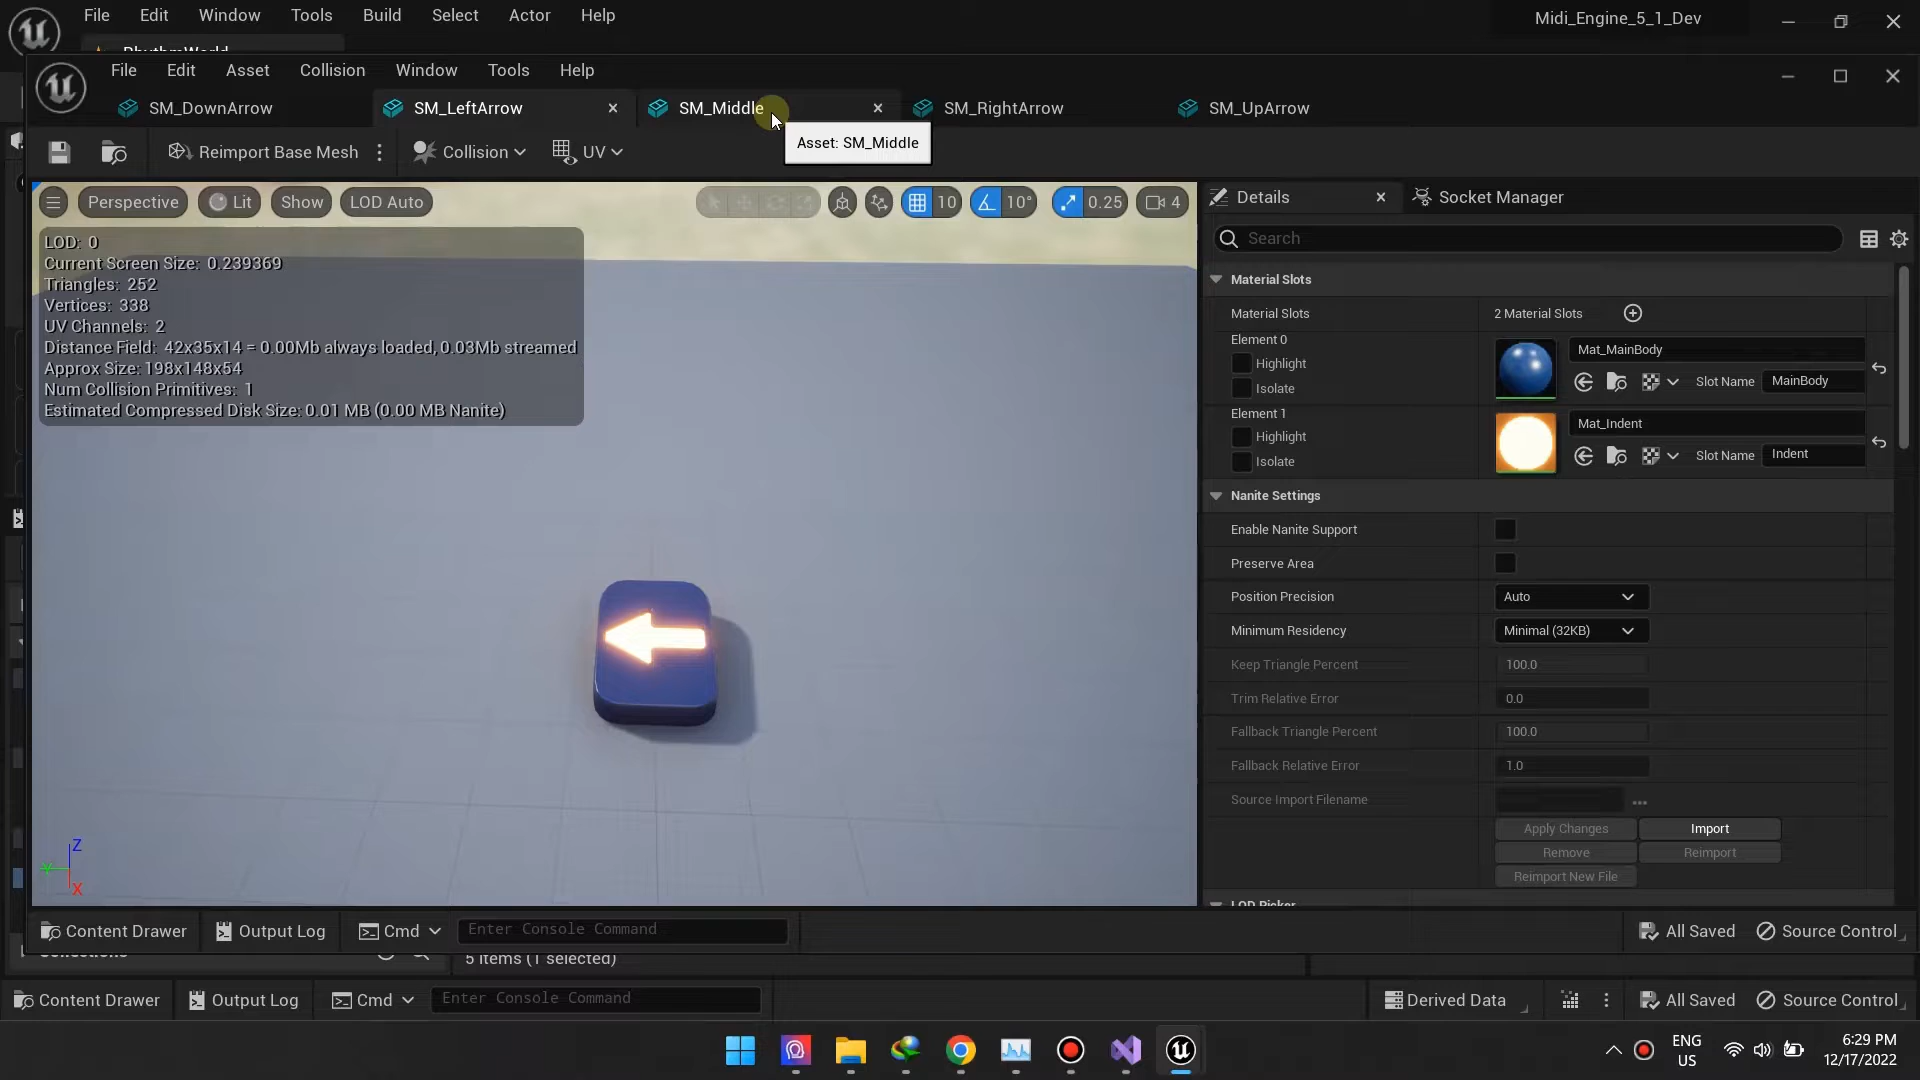 File Edit Window Tools Build Select Actor Help
Midi_Engine_5_1_Dev
File Edit Asset Collision Window Tools Help
SM_DownArrow SM_LeftArrow SM_Middle SM_RightArrow SM_UpArrow
Reimport Base Mesh Collision UV
Asset: SM_Middle
Perspective Lit Show LOD Auto 10 10° 0.25 4
LOD: 0
Current Screen Size: 0.239369
Triangles: 252
Vertices: 338
UV Channels: 2
Distance Field: 42x35x14 = 0.00Mb always loaded, 0.03Mb streamed
Approx Size: 198x148x54
Num Collision Primitives: 1
Estimated Compressed Disk Size: 0.01 MB (0.00 MB Nanite)
Z
X
Details Socket Manager
Search
Material Slots
Material Slots 2 Material Slots
Element 0
Highlight
Isolate
Mat_MainBody
Slot Name MainBody
Element 1
Highlight
Isolate
Mat_Indent
Slot Name Indent
Nanite Settings
Enable Nanite Support
Preserve Area
Position Precision Auto
Minimum Residency Minimal (32KB)
Keep Triangle Percent 100.0
Trim Relative Error 0.0
Fallback Triangle Percent 100.0
Fallback Relative Error 1.0
Source Import Filename ...
Apply Changes Import
Remove Reimport
Reimport New File
LOD Picker
Content Drawer Output Log Cmd Enter Console Command All Saved Source Control
5 items (1 selected)
Content Drawer Output Log Cmd Enter Console Command Derived Data All Saved Source Control
ENG
US
6:29 PM
12/17/2022